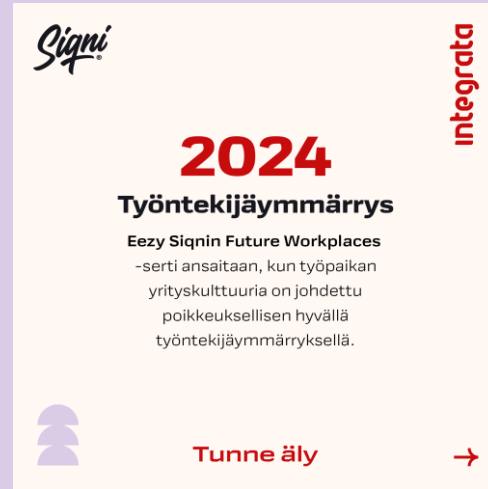 Siqni®
integrata
2024
Työntekijäymmärrys
Eezy Siqnin Future Workplaces
-serti ansaitaan, kun työpaikan
yrityskulttuuria on johdettu
poikkeuksellisen hyvällä
työntekijäymmärryksellä.
Tunne äly